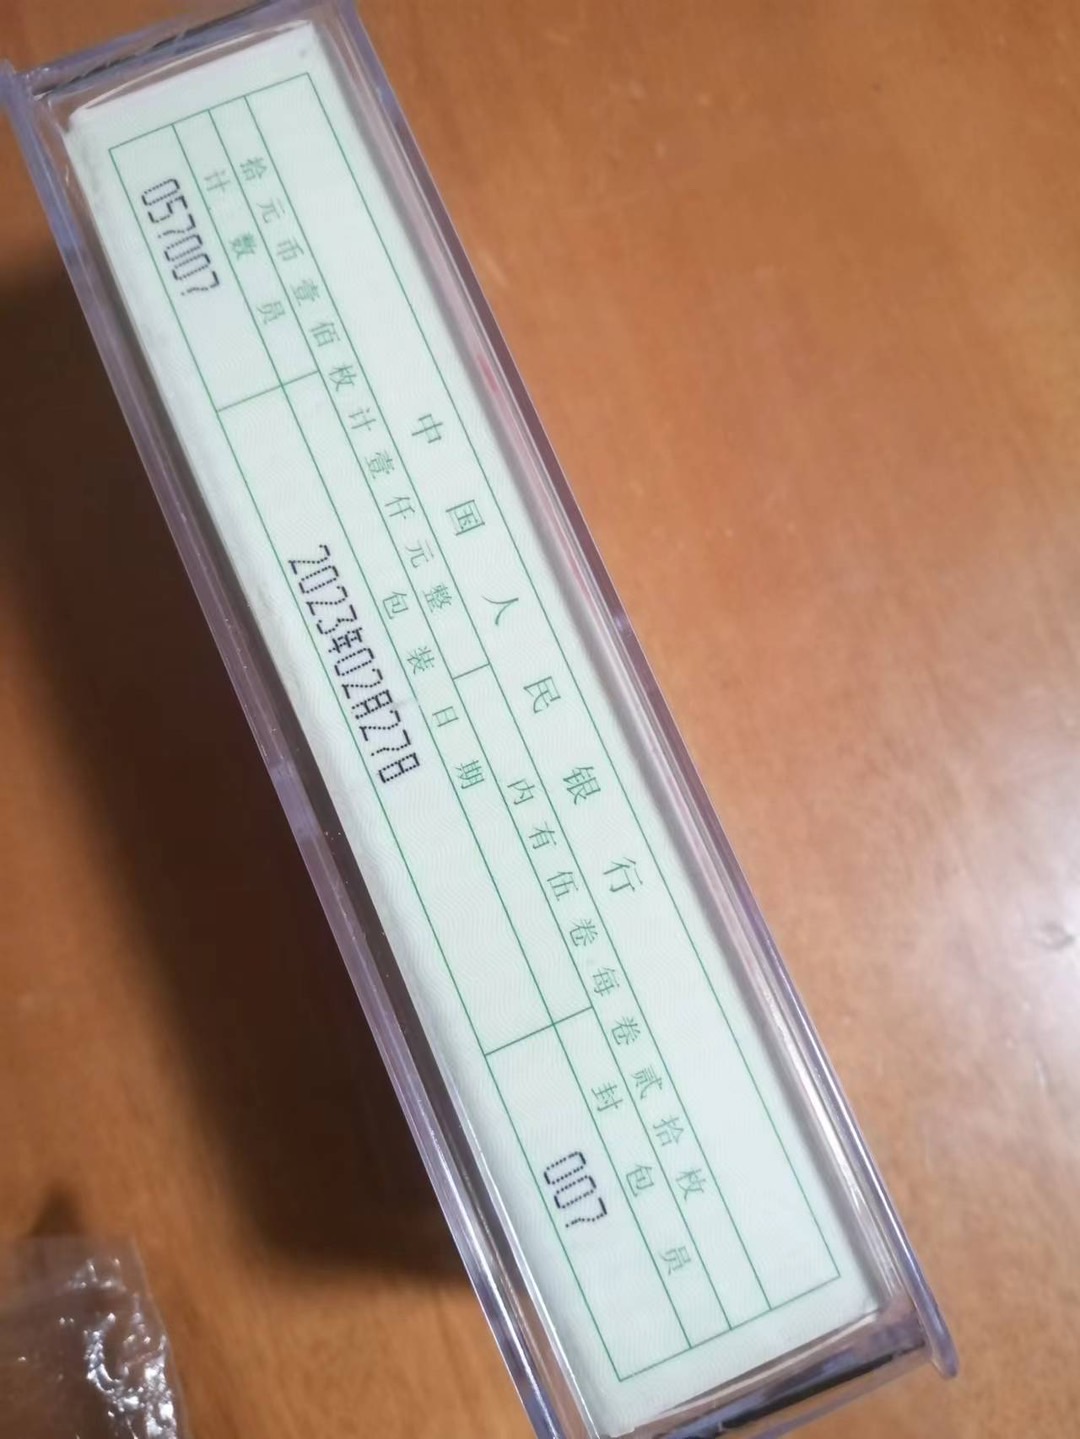 中国人民银行
拾元币壹佰枚计壹仟元整
内有伍卷每卷贰拾枚
计数员
包装日期
封包员
057007
2023年02月27日
007